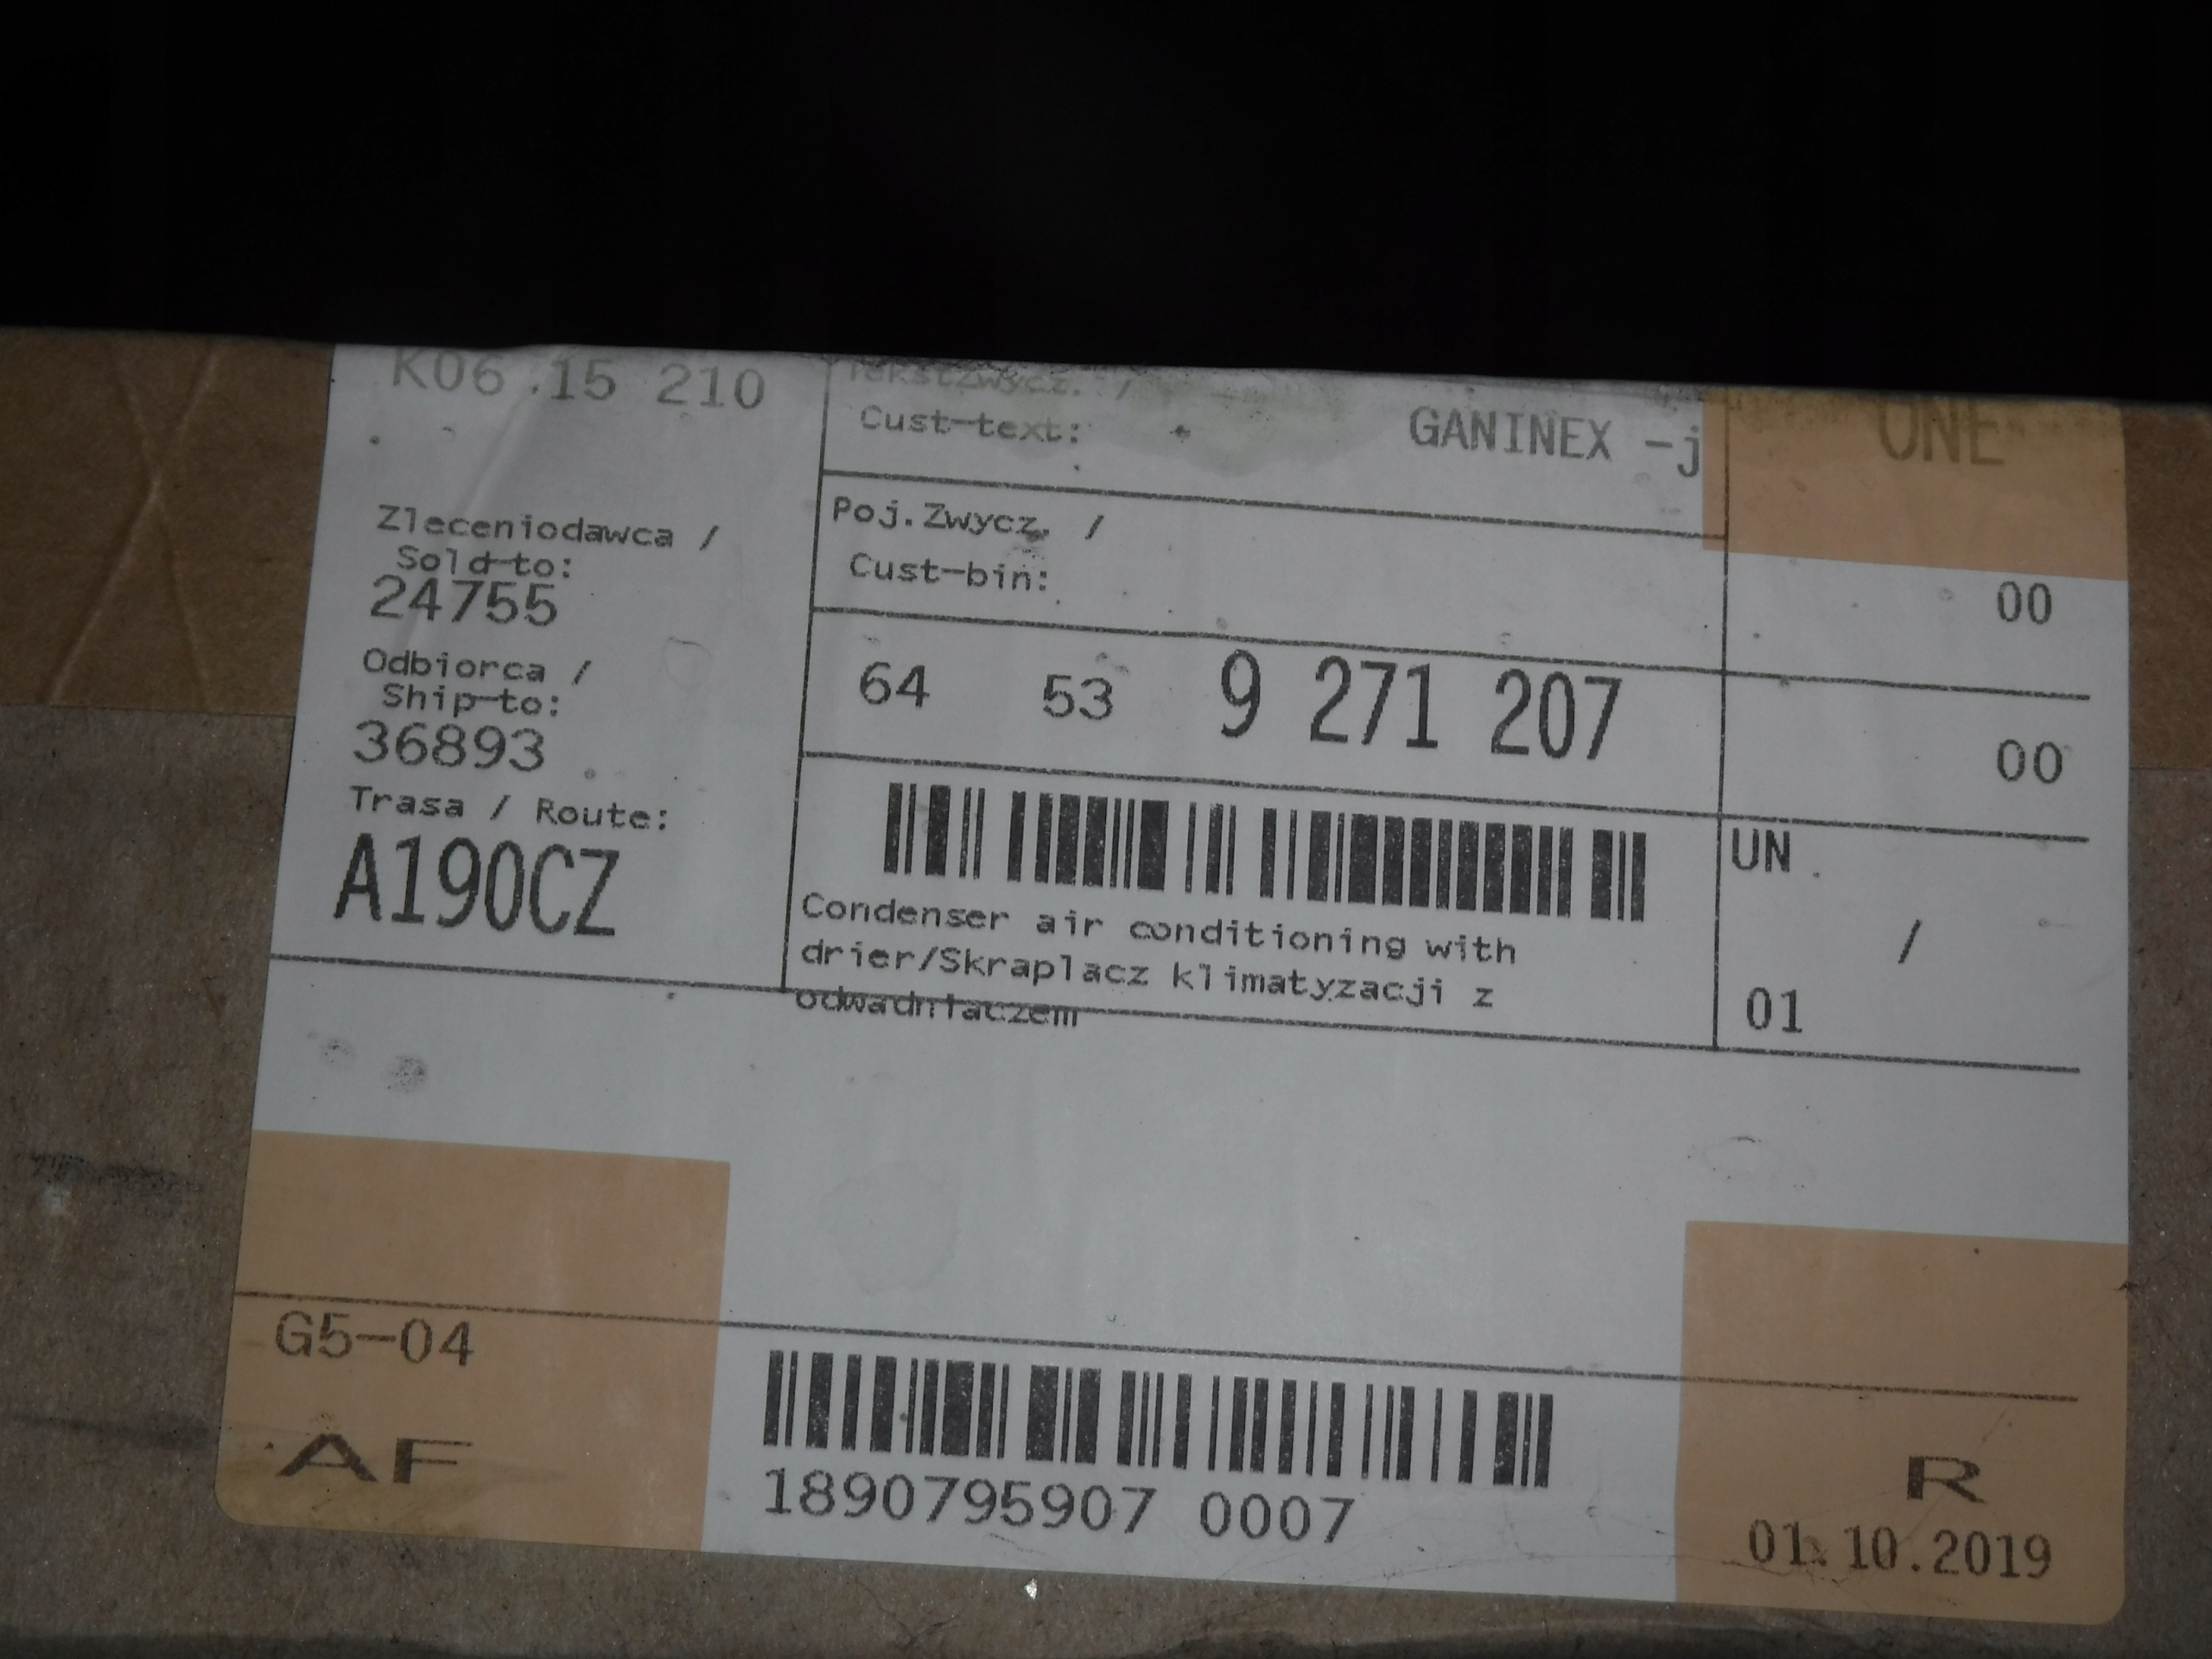 K06 .15 210
Tekstzwycz. /
Cust-text: GANINEX -j
ONE
Zleceniodawca /
Sold-to:
24755
Odbiorca /
Ship-to:
36893
Trasa / Route:
A190CZ
Poj.Zwycz. /
Cust-bin:
00
64 53 9 271 207
00
Condenser air conditioning with
drier/Skraplacz klimatyzacji z
odwadniaczem
UN
/
01
G5-04
AF
1890795907 0007
R
01.10.2019